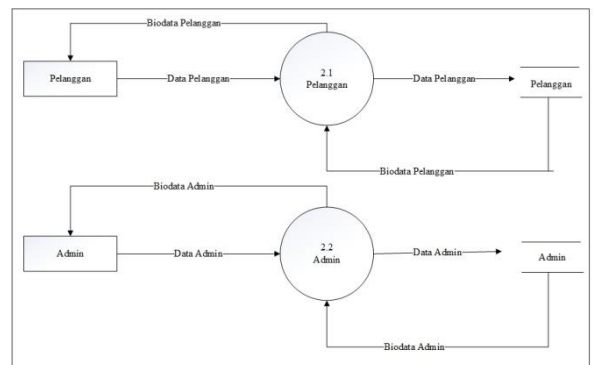 Biodata Pelanggan
Pelanggan
Data Pelanggan
2.1
Pelanggan
Data Pelanggan
Pelanggan
Biodata Pelanggan
Biodata Admin
Admin
Data Admin
2.2
Admin
Data Admin
Admin
Biodata Admin